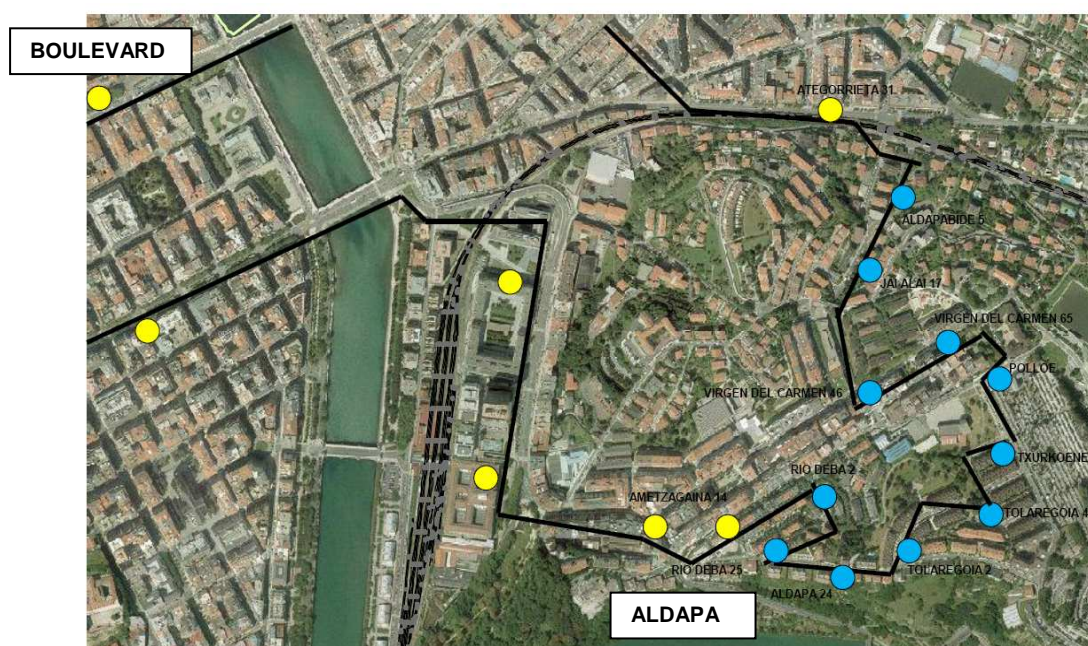 BOULEVARD
ATEGORRIETA 31
ALDAPABIDE 5
JAI ALAI 17
VIRGEN DEL CARMEN 65
POLLOE
VIRGEN DEL CARMEN 46
TXURKOENE
RIO DEBA 2
AMETZAGAINA 14
TOLAREGOIA 4
RIO DEBA 25
TOLAREGOIA 2
ALDAPA 24
ALDAPA